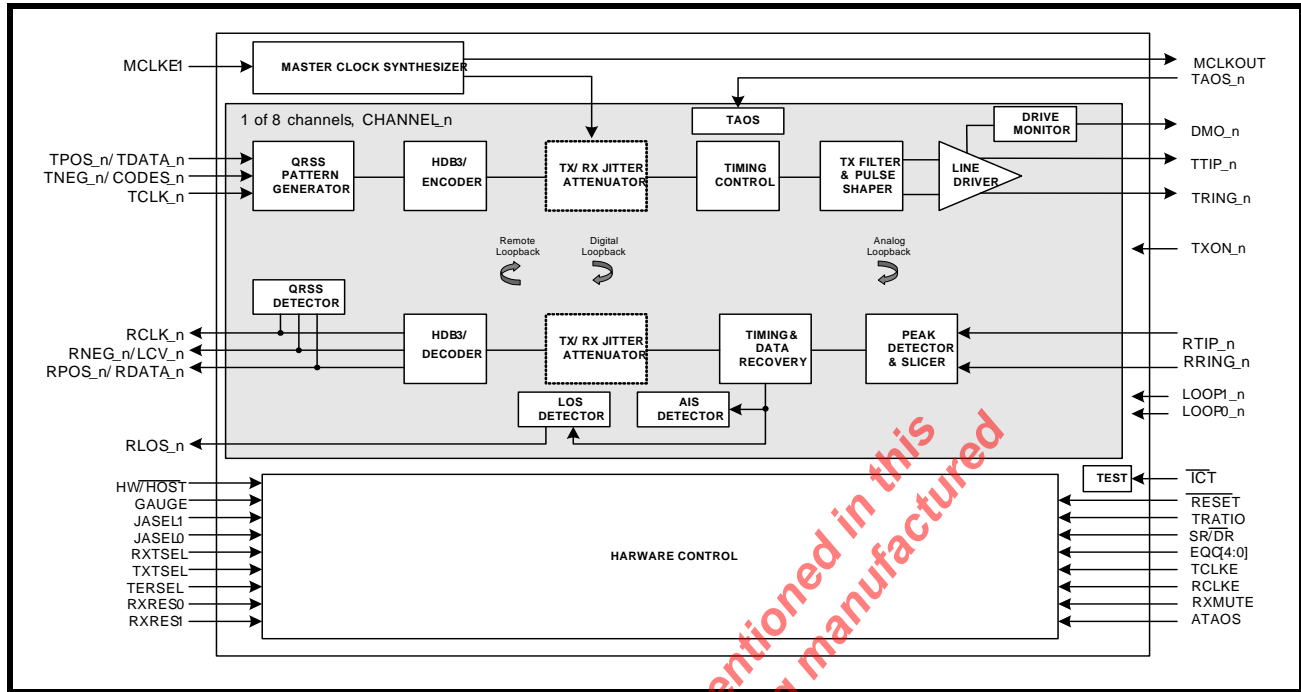 MCLKE1
MASTER CLOCK SYNTHESIZER
MCLKOUT
TAOS_n
1 of 8 channels, CHANNEL_n
TAOS
DRIVE
MONITOR
DMO_n
TPOS_n/ TDATA_n
TNEG_n/ CODES_n
TCLK_n
QRSS
PATTERN
GENERATOR
HDB3/
ENCODER
TX/ RX JITTER
ATTENUATOR
TIMING
CONTROL
TX FILTER
& PULSE
SHAPER
LINE
DRIVER
TTIP_n
TRING_n
Remote
Loopback
Digital
Loopback
Analog
Loopback
TXON_n
QRSS
DETECTOR
RCLK_n
RNEG_n/ LCV_n
RPOS_n/ RDATA_n
HDB3/
DECODER
TX/ RX JITTER
ATTENUATOR
TIMING&
DATA
RECOVERY
PEAK
DETECTOR
& SLICER
RTIP_n
RRING_n
LOS
DETECTOR
AIS
DETECTOR
LOOP1_n
LOOP0_n
RLOS_n
TEST
ICT
HW/HOST
GAUGE
JASEL1
JASEL0
RXTSEL
TXTSEL
TERSEL
RXRES0
RXRES1
HARWARE CONTROL
RESET
TRATIO
SR/DR
EQC[4:0]
TCLKE
RCLKE
RXMUTE
ATAOS
entioned in this
manufactured